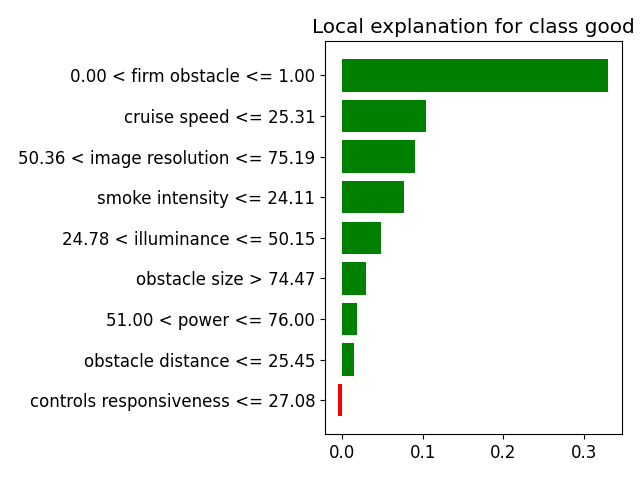 Local explanation for class good
0.00 < firm obstacle <= 1.00
cruise speed <= 25.31
50.36 < image resolution <= 75.19
smoke intensity <= 24.11
24.78 < illuminance <= 50.15
obstacle size > 74.47
51.00 < power <= 76.00
obstacle distance <= 25.45
controls responsiveness <= 27.08
0.0 0.1 0.2 0.3